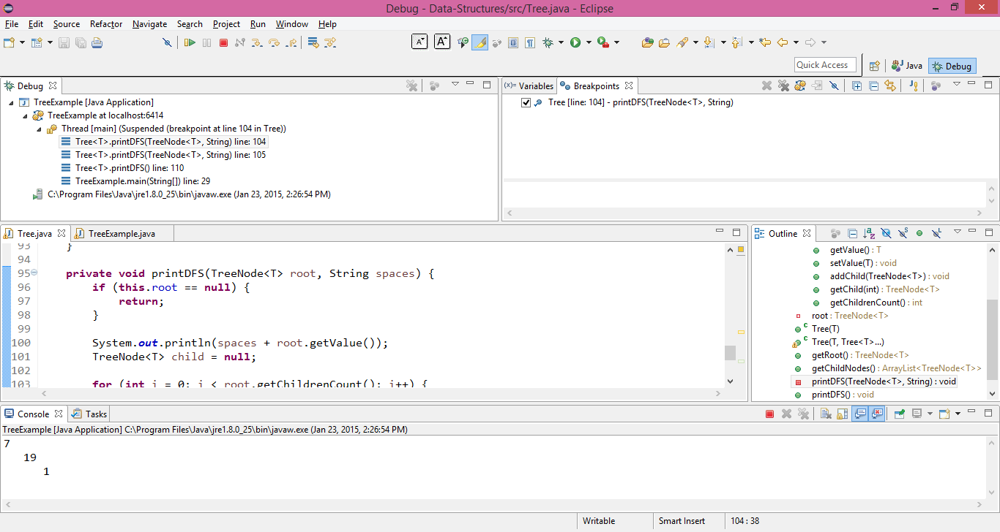 Debug - Data-Structures/src/Tree.java - Eclipse
File Edit Source Refactor Navigate Search Project Run Window Help
Quick Access Java Debug
Debug
TreeExample [Java Application]
TreeExample at localhost:6414
Thread [main] (Suspended (breakpoint at line 104 in Tree))
Tree<T>.printDFS(TreeNode<T>, String) line: 104
Tree<T>.printDFS(TreeNode<T>, String) line: 105
Tree<T>.printDFS() line: 110
TreeExample.main(String[]) line: 29
C:\Program Files\Java\jre1.8.0_25\bin\javaw.exe (Jan 23, 2015, 2:26:54 PM)
(x)= Variables Breakpoints
Tree [line: 104] - printDFS(TreeNode<T>, String)
Tree.java TreeExample.java
93 }
94
95 private void printDFS(TreeNode<T> root, String spaces) {
96 if (this.root == null) {
97 return;
98 }
99
100 System.out.println(spaces + root.getValue());
101 TreeNode<T> child = null;
102
103 for (int i = 0; i < root.getChildrenCount(); i++) {
Outline
getValue() : T
setValue(T) : void
addChild(TreeNode<T>) : void
getChild(int) : TreeNode<T>
getChildrenCount() : int
root : TreeNode<T>
Tree(T)
Tree(T, Tree<T>...)
getRoot() : TreeNode<T>
getChildNodes() : ArrayList<TreeNode<T>>
printDFS(TreeNode<T>, String) : void
printDFS() : void
Console Tasks
TreeExample [Java Application] C:\Program Files\Java\jre1.8.0_25\bin\javaw.exe (Jan 23, 2015, 2:26:54 PM)
7
19
1
Writable Smart Insert 104 : 38